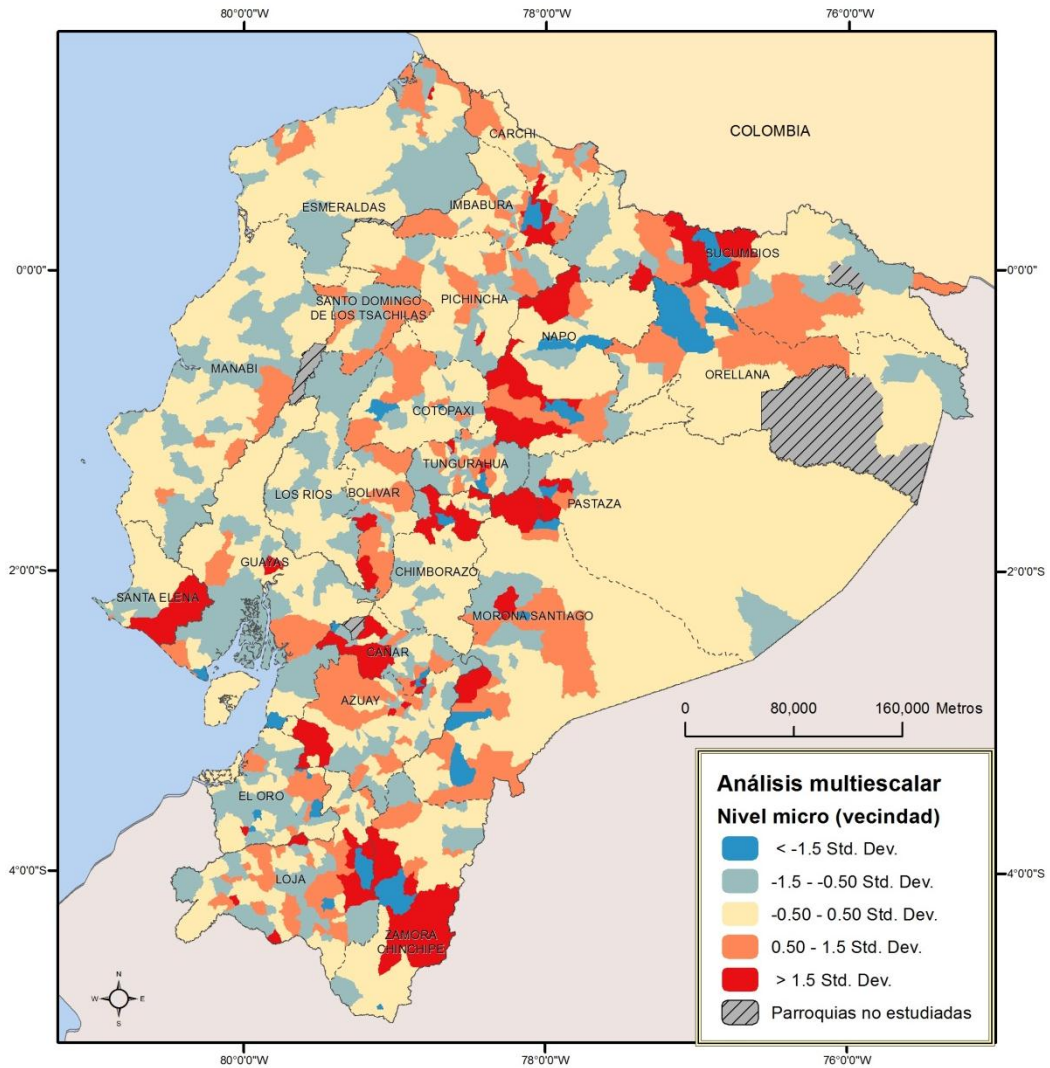 80°0'0"W
78°0'0"W
76°0'0"W
COLOMBIA
CARCHI
ESMERALDAS
IMBABURA
SUCUMBIOS
0°0'0"
0°0'0"
SANTO DOMINGO
DE LOS TSACHILAS
PICHINCHA
NAPO
MANABI
ORELLANA
COTOPAXI
TUNGURAHUA
LOS RIOS
BOLIVAR
PASTAZA
GUAYAS
CHIMBORAZO
2°0'0"S
2°0'0"S
SANTA ELENA
MORONA SANTIAGO
CAÑAR
AZUAY
0
80,000
160,000 Metros
EL ORO
Análisis multiescalar
Nivel micro (vecindad)
< -1.5 Std. Dev.
-1.5 - -0.50 Std. Dev.
-0.50 - 0.50 Std. Dev.
0.50 - 1.5 Std. Dev.
> 1.5 Std. Dev.
Parroquias no estudiadas
4°0'0"S
4°0'0"S
LOJA
ZAMORA
CHINCHIPE
N
W
E
S
80°0'0"W
78°0'0"W
76°0'0"W